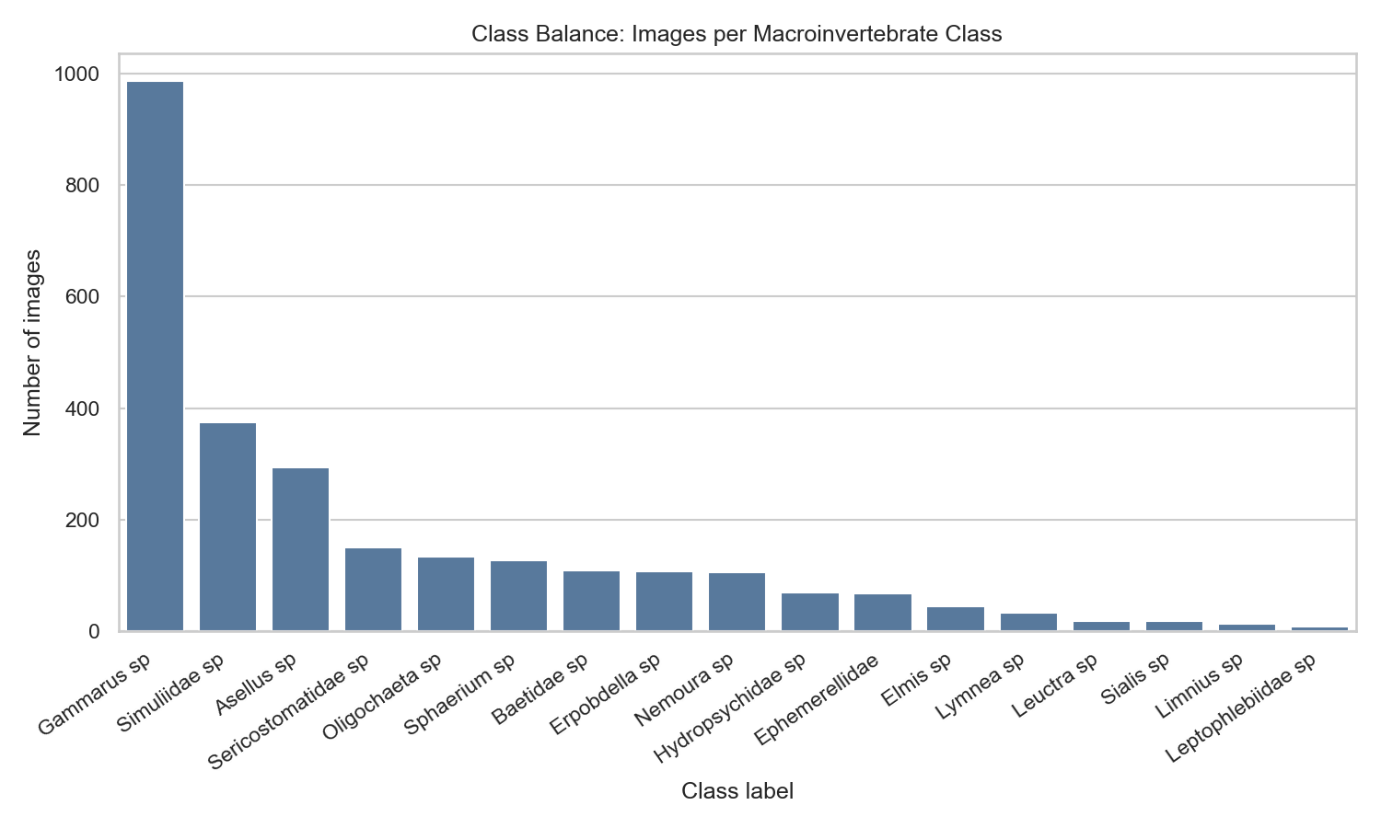 Class Balance: Images per Macroinvertebrate Class
Number of images
1000
800
600
400
200
0
Gammarus sp
Simuliidae sp
Asellus sp
Sericostomatidae sp
Oligochaeta sp
Sphaerium sp
Baetidae sp
Erpobdella sp
Nemoura sp
Hydropsychidae sp
Ephemerellidae
Elmis sp
Lymnea sp
Leuctra sp
Sialis sp
Limnius sp
Leptophlebiidae sp
Class label